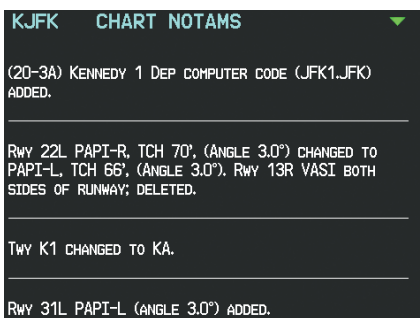 KJFK CHART NOTAMS
(20-3A) KENNEDY 1 DEP COMPUTER CODE (JFK1.JFK)
ADDED.
RWY 22L PAPI-R, TCH 70', (ANGLE 3.0°) CHANGED TO
PAPI-L, TCH 66', (ANGLE 3.0°). RWY 13R VASI BOTH
SIDES OF RUNWAY; DELETED.
TWY K1 CHANGED TO KA.
RWY 31L PAPI-L (ANGLE 3.0°) ADDED.